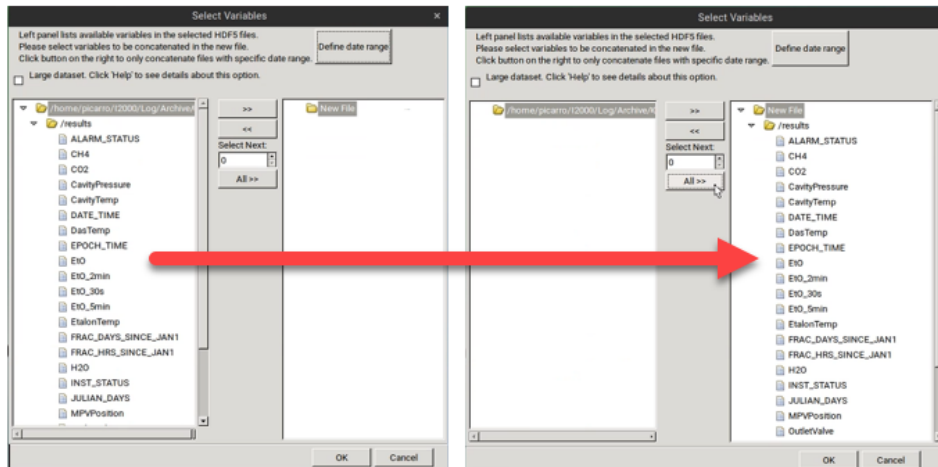 Select Variables
Left panel lists available variables in the selected HDF5 files.
Please select variables to be concatenated in the new file.
Click button on the right to only concatenate files with specific date range.
Define date range
Large dataset. Click 'Help' to see details about this option.
/home/picarro/I2000/Log/Archive/
/results
ALARM_STATUS
CH4
CO2
CavityPressure
CavityTemp
DATE_TIME
DasTemp
EPOCH_TIME
EtO
EtO_2min
EtO_30s
EtO_5min
EtalonTemp
FRAC_DAYS_SINCE_JAN1
FRAC_HRS_SINCE_JAN1
H2O
INST_STATUS
JULIAN_DAYS
MPVPosition
>>
<<
Select Next:
0
All >>
New File
OK
Cancel
Select Variables
Left panel lists available variables in the selected HDF5 files.
Please select variables to be concatenated in the new file.
Click button on the right to only concatenate files with specific date range.
Define date range
Large dataset. Click 'Help' to see details about this option.
/home/picarro/I2000/Log/Archive/
>>
<<
Select Next:
0
All >>
New File
/results
ALARM_STATUS
CH4
CO2
CavityPressure
CavityTemp
DATE_TIME
DasTemp
EPOCH_TIME
EtO
EtO_2min
EtO_30s
EtO_5min
EtalonTemp
FRAC_DAYS_SINCE_JAN1
FRAC_HRS_SINCE_JAN1
H2O
INST_STATUS
JULIAN_DAYS
MPVPosition
OutletValve
OK
Cancel